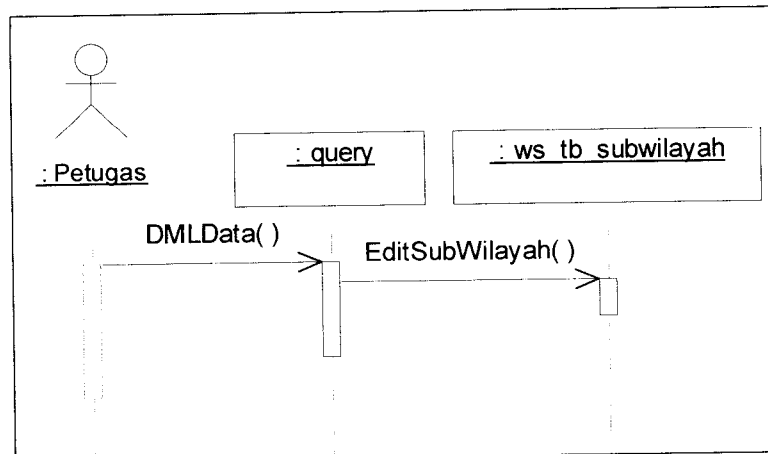 : Petugas
: query
: ws_tb_subwilayah
DMLData( )
EditSubWilayah( )